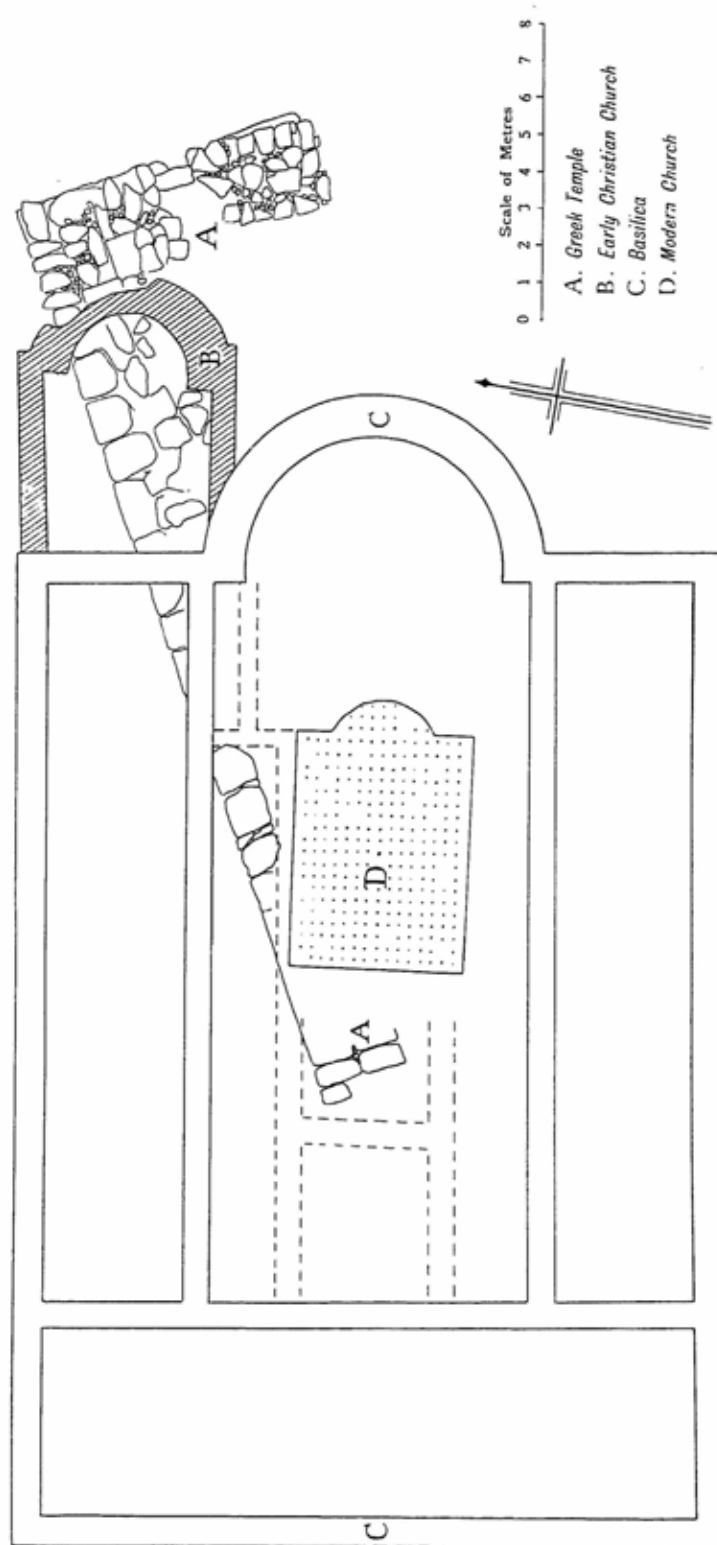 A
B
C
A
D
C
Scale of Metres
0 1 2 3 4 5 6 7 8
A. Greek Temple
B. Early Christian Church
C. Basilica
D. Modern Church